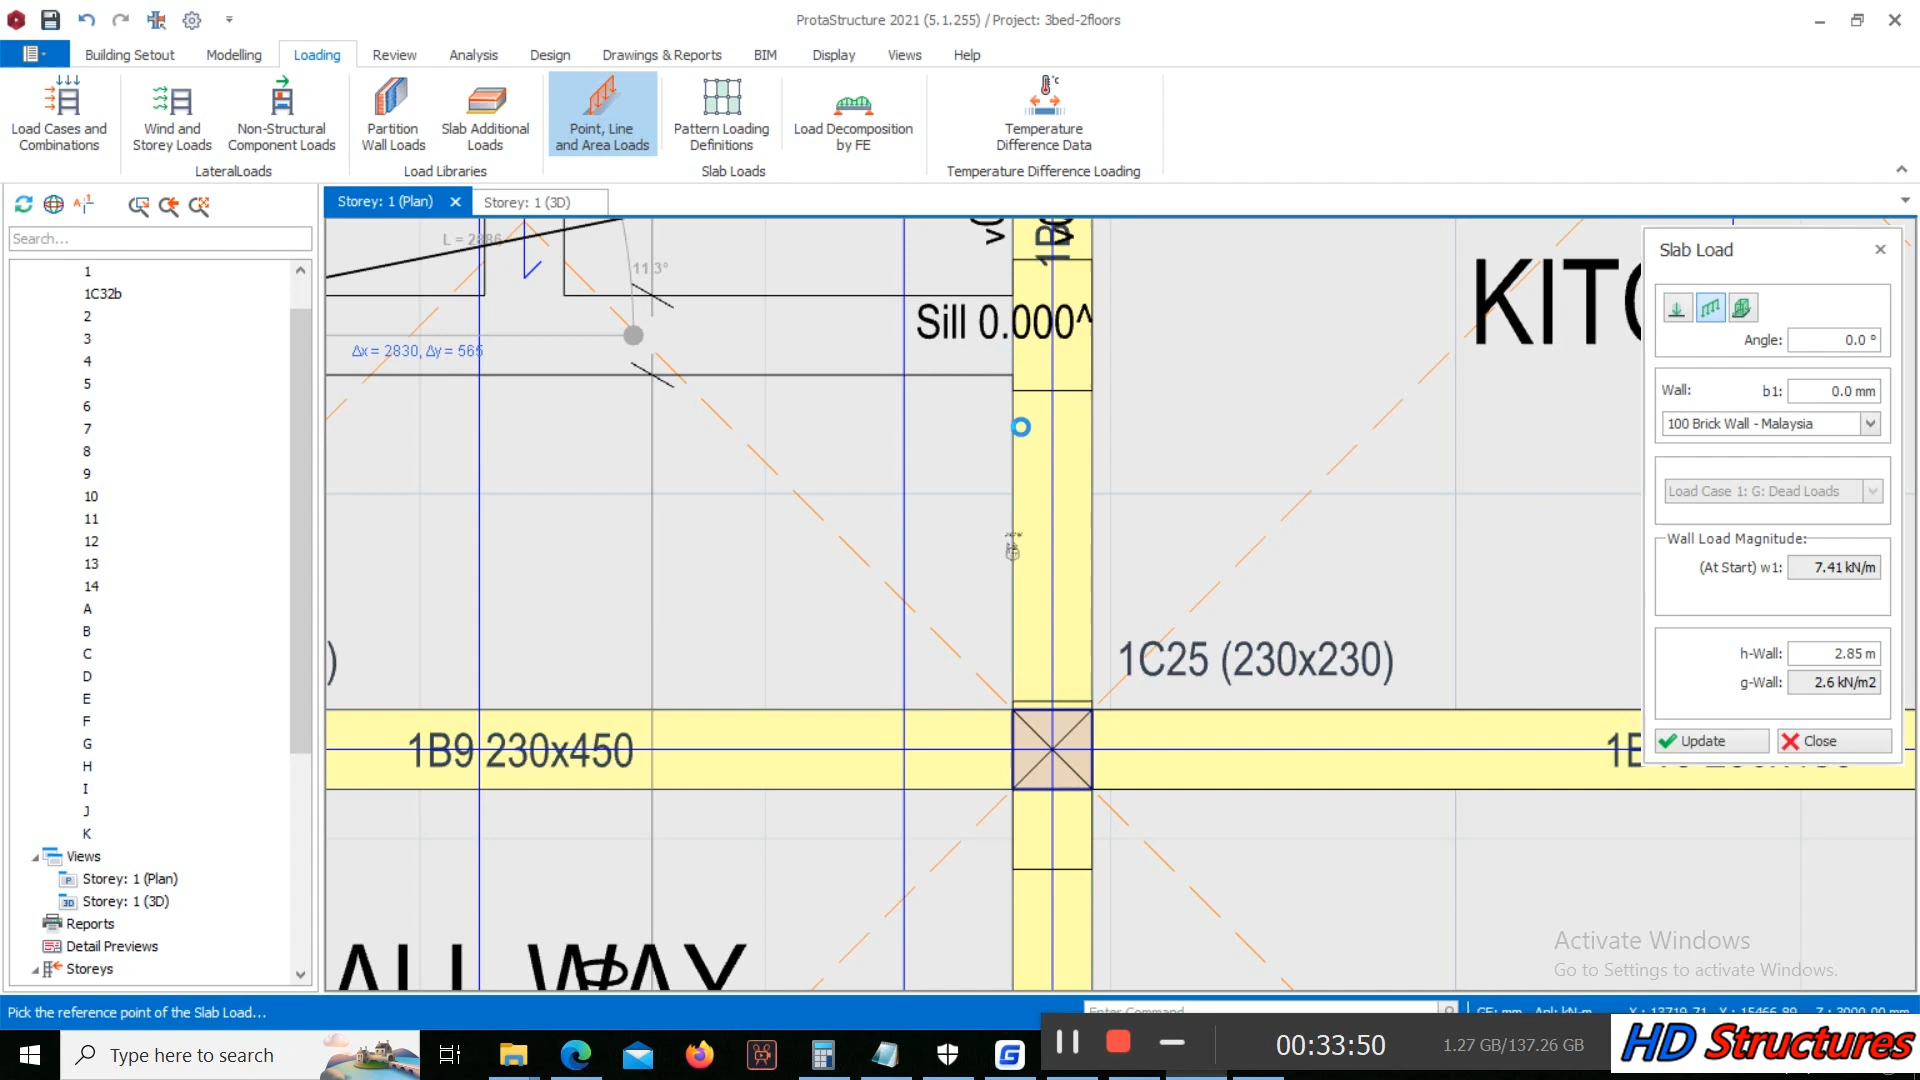 ProtaStructure 2021 (5.1.255) / Project: 3bed-2floors
Building Setout
Modelling
Loading
Review
Analysis
Design
Drawings & Reports
BIM
Display
Views
Help
Load Cases and
Combinations
Wind and
Storey Loads
Non-Structural
Component Loads
LateralLoads
Partition
Wall Loads
Slab Additional
Loads
Load Libraries
Point, Line
and Area Loads
Pattern Loading
Definitions
Load Decomposition
by FE
Slab Loads
Temperature
Difference Data
Temperature Difference Loading
Storey: 1 (Plan)
Storey: 1 (3D)
Search...
1
1C32b
2
3
4
5
6
7
8
9
10
11
12
13
14
A
B
C
D
E
F
G
H
I
J
K
Views
Storey: 1 (Plan)
Storey: 1 (3D)
Reports
Detail Previews
Storeys
L = 2886
11.3°
Δx = 2830, Δy = 565
Sill 0.000^
1C25 (230x230)
1B9 230x450
Slab Load
Angle: 0.0 °
Wall: b1: 0.0 mm
100 Brick Wall - Malaysia
Load Case 1: G: Dead Loads
Wall Load Magnitude:
(At Start) w1: 7.41 kN/m
h-Wall: 2.85 m
g-Wall: 2.6 kN/m2
Update
Close
Activate Windows
Go to Settings to activate Windows.
Pick the reference point of the Slab Load...
Type here to search
00:33:50
1.27 GB/137.26 GB
HD Structures